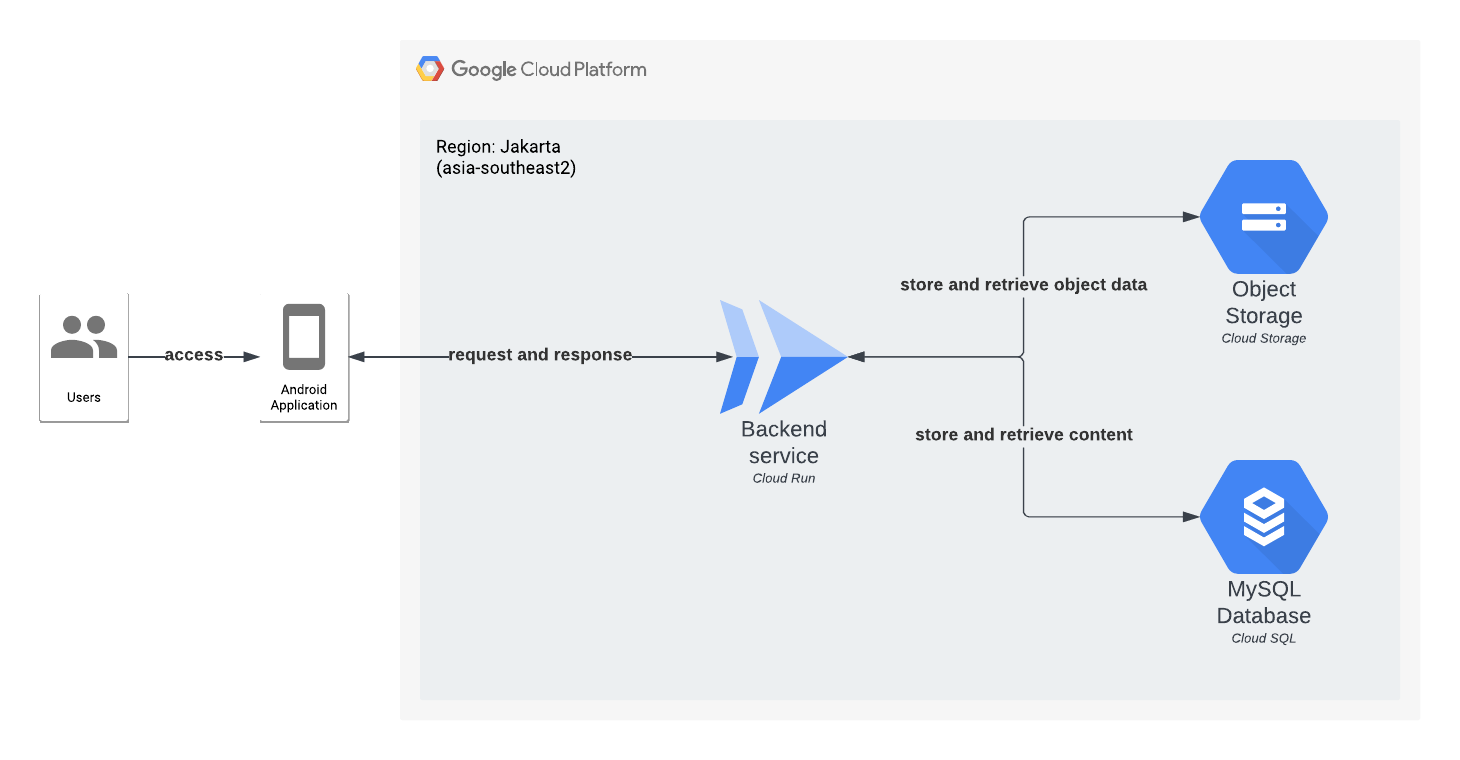 Google Cloud Platform
Region: Jakarta
(asia-southeast2)
Users
access
Android
Application
request and response
Backend
service
Cloud Run
store and retrieve object data
store and retrieve content
Object
Storage
Cloud Storage
MySQL
Database
Cloud SQL